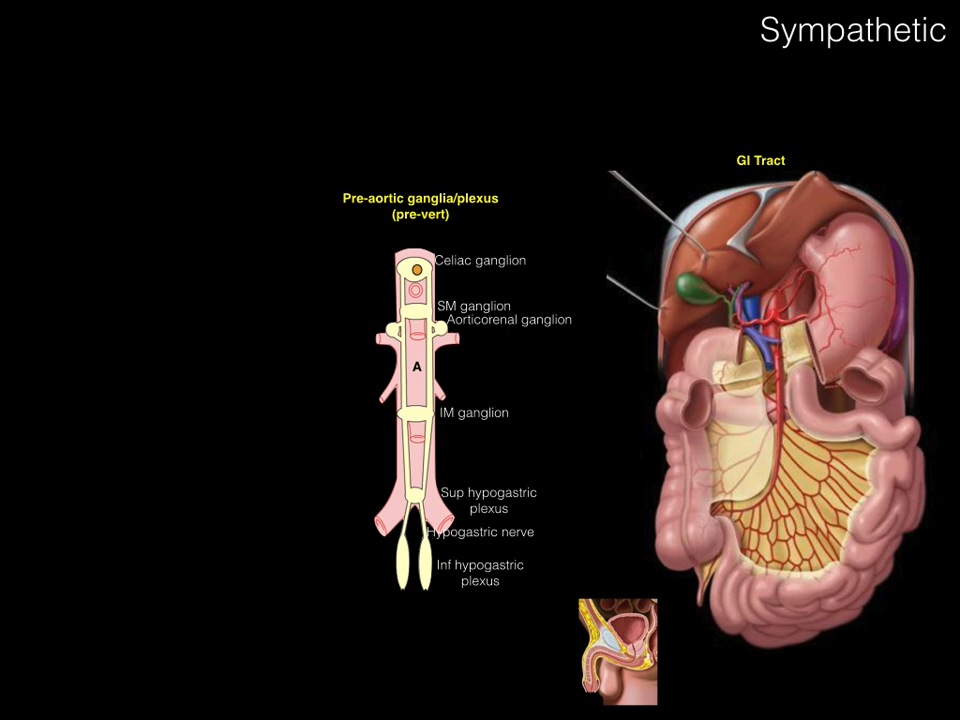 Sympathetic
GI Tract
Pre-aortic ganglia/plexus
(pre-vert)
Celiac ganglion
SM ganglion
Aorticorenal ganglion
A
IM ganglion
Sup hypogastric
plexus
Hypogastric nerve
Inf hypogastric
plexus